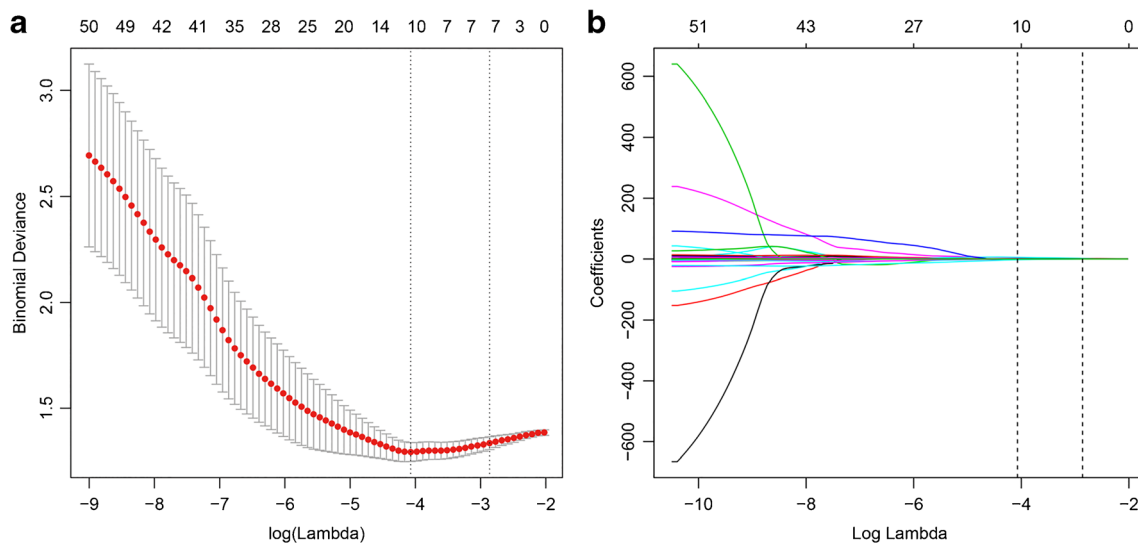 a
50 49 42 41 35 28 25 20 14 10 7 7 7 3 0
3.0
2.5
2.0
1.5
Binomial Deviance
−9 −8 −7 −6 −5 −4 −3 −2
log(Lambda)
b
51 43 27 10 0
600
400
200
0
−200
−400
−600
Coefficients
−10 −8 −6 −4 −2
Log Lambda